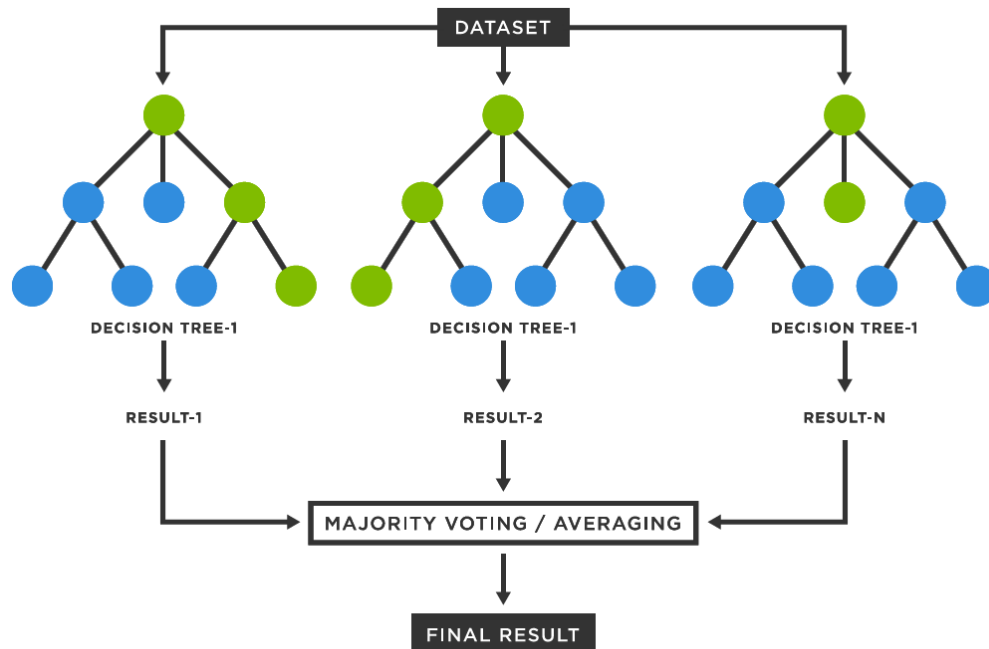 DATASET
DECISION TREE-1
DECISION TREE-1
DECISION TREE-1
RESULT-1
RESULT-2
RESULT-N
MAJORITY VOTING / AVERAGING
FINAL RESULT